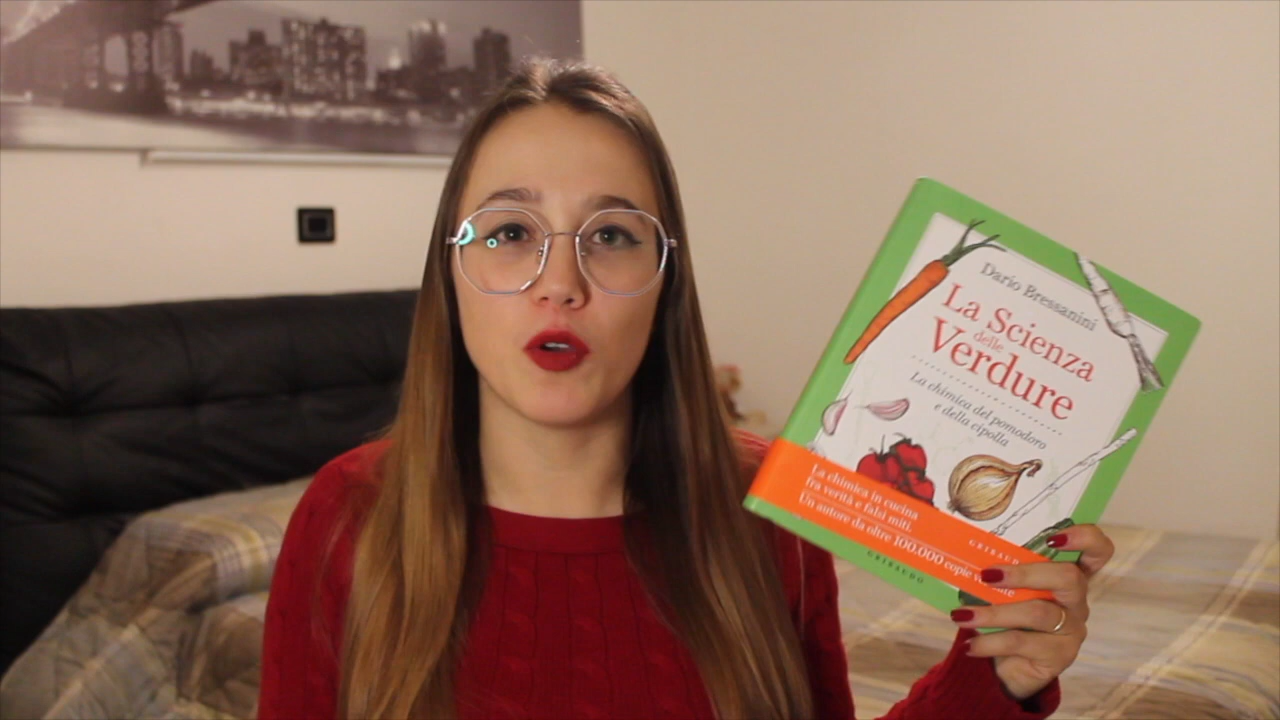 Dario Bressanini
La Scienza
delle
Verdure
La chimica del pomodoro
e della cipolla
La chimica in cucina
fra verità e falsi miti.
Un autore da oltre 100.000 copie
GRIBAUDO